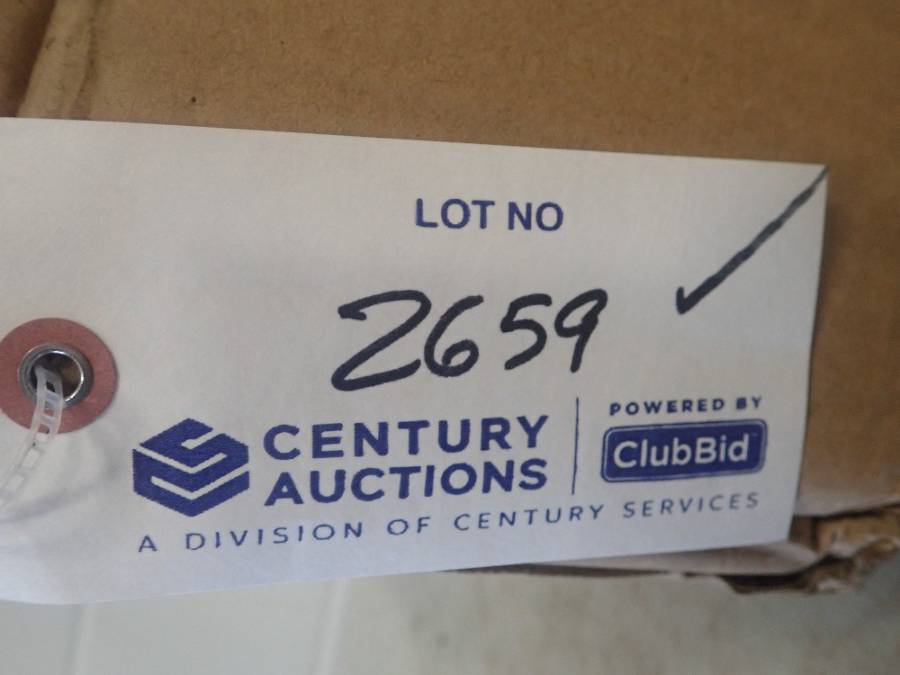 LOT NO
2659
CENTURY AUCTIONS
POWERED BY
ClubBid
A DIVISION OF CENTURY SERVICES